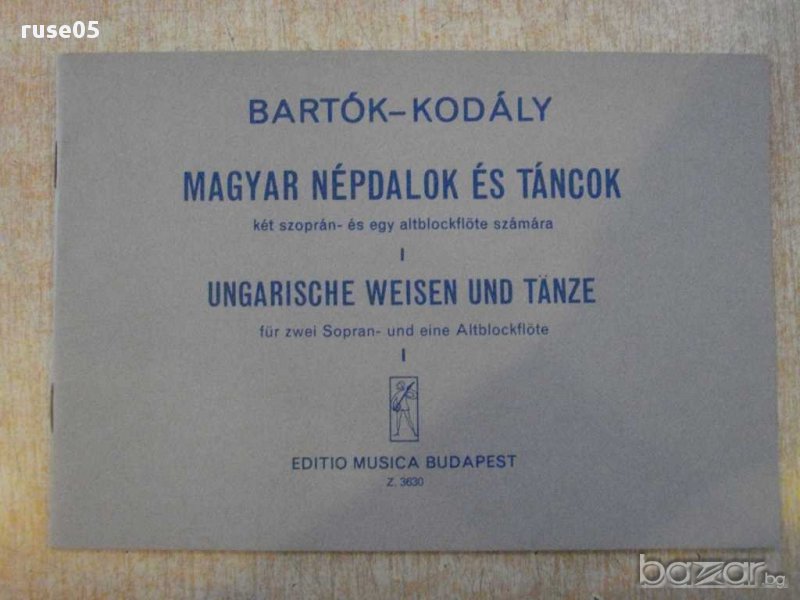 ruse05
BARTÓK–KODÁLY
MAGYAR NÉPDALOK ÉS TÁNCOK
két szoprán- és egy altblockflöte számára
I
UNGARISCHE WEISEN UND TÄNZE
für zwei Sopran- und eine Altblockflöte
I
EDITIO MUSICA BUDAPEST
Z. 3630
bazar.bg